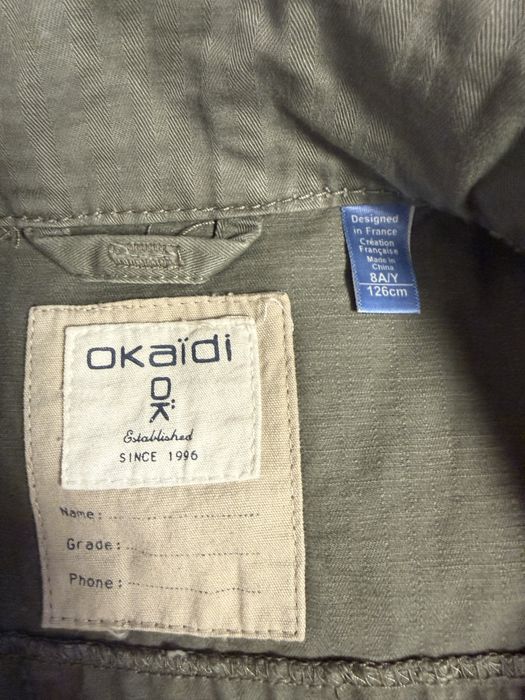 Designed
in France
Création
Française
Made in
China
8A/Y
126cm
oKaïdi
OK
Established
SINCE 1996
Name:
Grade:
Phone: